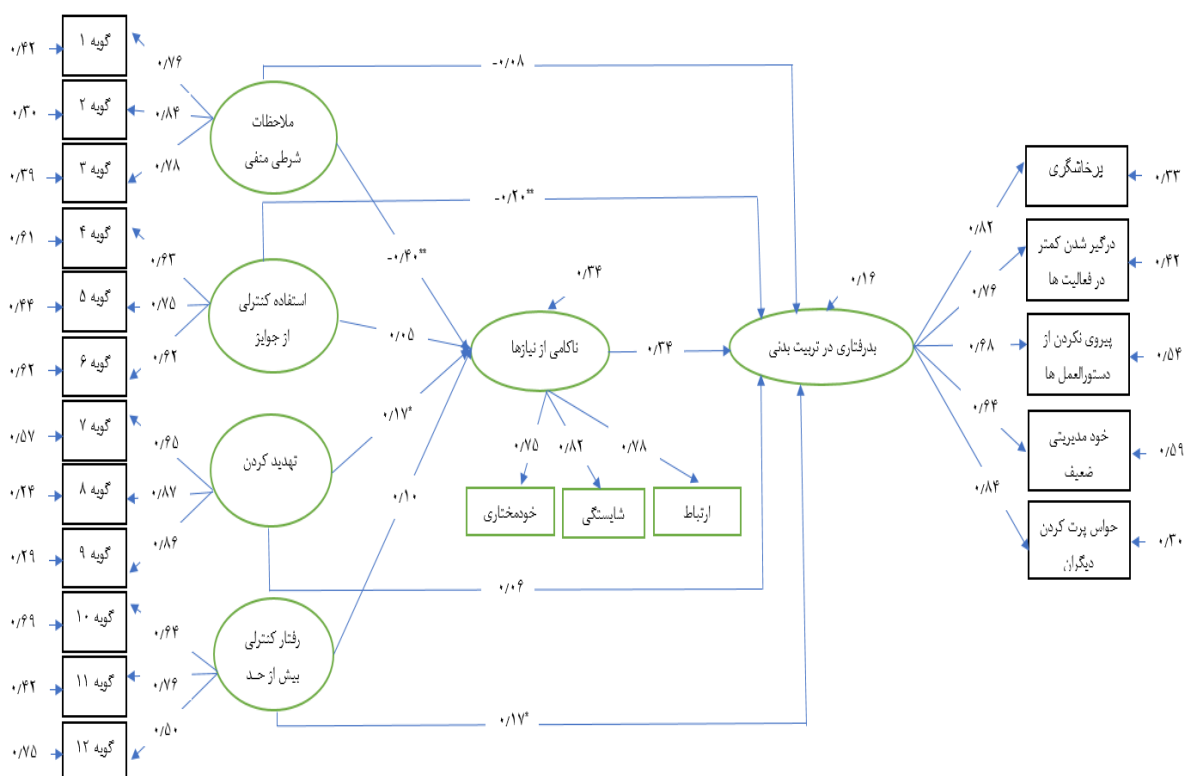 گویه ۱
۰/۴۲
۰/۷۶
گویه ۲
۰/۳۰
۰/۸۴
گویه ۳
۰/۳۹
۰/۷۸
گویه ۴
۰/۶۱
۰/۶۳
گویه ۵
۰/۴۴
۰/۷۵
گویه ۶
۰/۶۲
۰/۶۲
گویه ۷
۰/۵۷
۰/۶۵
گویه ۸
۰/۲۴
۰/۸۷
گویه ۹
۰/۲۹
۰/۸۶
گویه ۱۰
۰/۶۹
۰/۶۴
گویه ۱۱
۰/۴۲
۰/۷۶
گویه ۱۲
۰/۷۵
۰/۵۰
ملاحظات
شرطی منفی
استفاده کنترلی
از جوایز
تهدید کردن
رفتار کنترلی
بیش از حد
-۰/۰۸
-۰/۲۰**
-۰/۴۰**
۰/۰۵
۰/۱۷*
۰/۱۰
۰/۰۶
۰/۱۷*
۰/۳۴
ناکامی از نیازها
۰/۳۴
۰/۷۵
۰/۸۲
۰/۷۸
خودمختاری
شایستگی
ارتباط
۰/۱۶
بدرفتاری در تربیت بدنی
۰/۸۲
۰/۷۶
۰/۶۸
۰/۶۴
۰/۸۴
پرخاشگری
۰/۳۳
درگیر شدن کمتر
در فعالیت ها
۰/۴۲
پیروی نکردن از
دستورالعمل ها
۰/۵۴
خود مدیریتی
ضعیف
۰/۵۹
حواس پرت کردن
دیگران
۰/۳۰